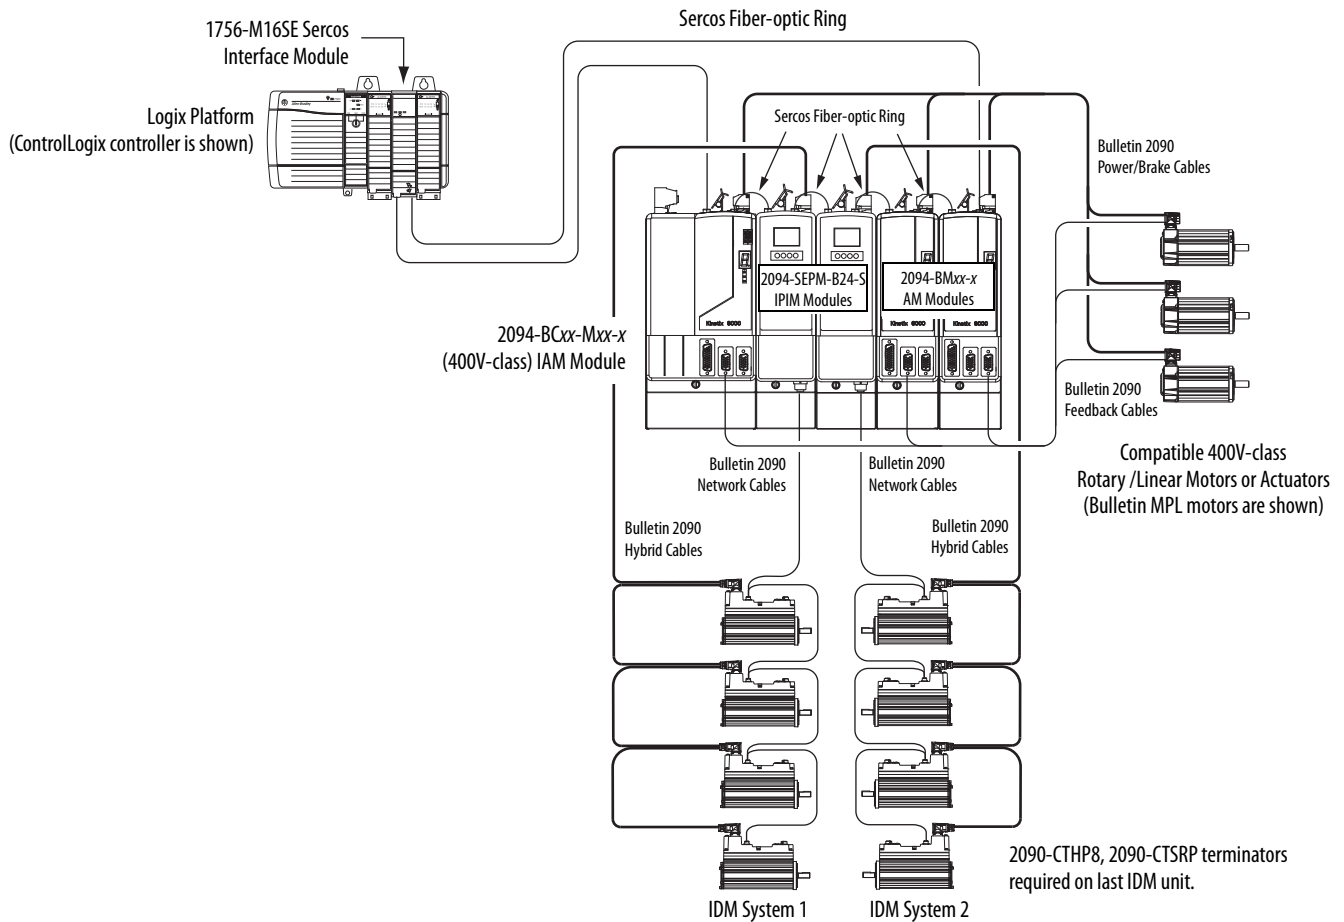 Sercos Fiber-optic Ring
1756-M16SE Sercos
Interface Module
Logix Platform
(ControlLogix controller is shown)
Sercos Fiber-optic Ring
Bulletin 2090
Power/Brake Cables
2094-SEPM-B24-S
IPIM Modules
2094-BMxx-x
AM Modules
Kinetix 6000
Kinetix 6000
Kinetix 6000
2094-BCxx-Mxx-x
(400V-class) IAM Module
Bulletin 2090
Feedback Cables
Compatible 400V-class
Rotary /Linear Motors or Actuators
(Bulletin MPL motors are shown)
Bulletin 2090
Network Cables
Bulletin 2090
Network Cables
Bulletin 2090
Hybrid Cables
Bulletin 2090
Hybrid Cables
2090-CTHP8, 2090-CTSRP terminators
required on last IDM unit.
IDM System 1
IDM System 2